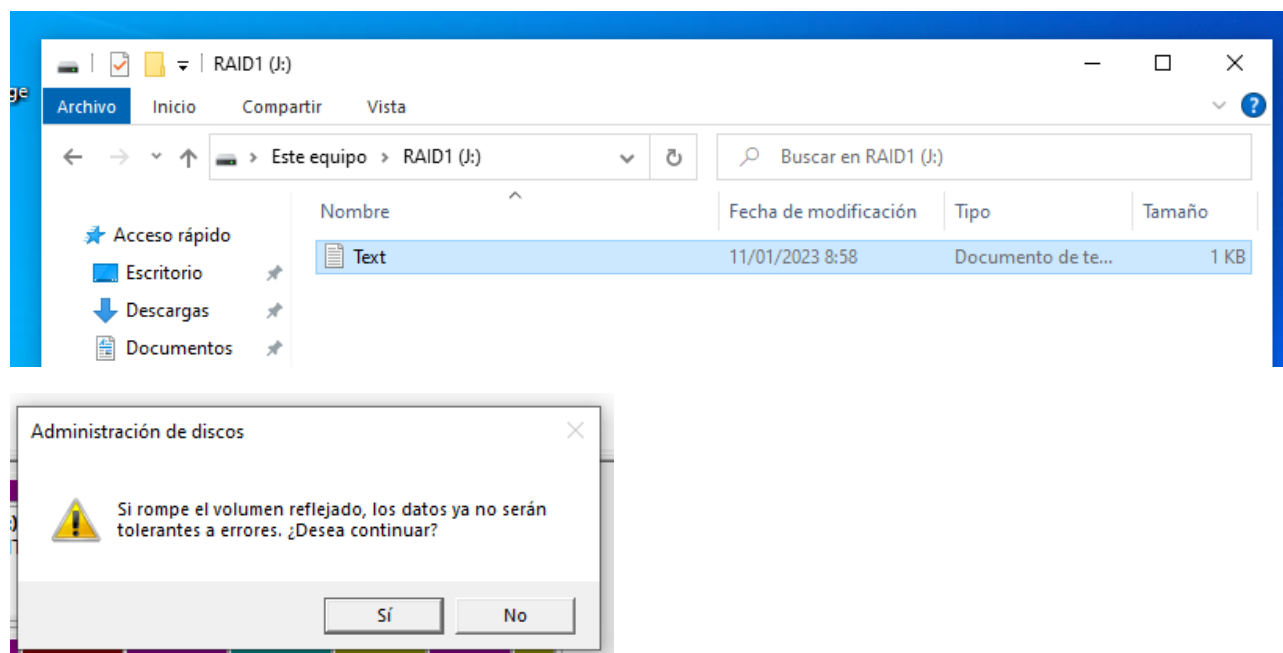 RAID1 (J:)
ge
Archivo Inicio Compartir Vista
Este equipo > RAID1 (J:) Buscar en RAID1 (J:)
Nombre Fecha de modificación Tipo Tamaño
Acceso rápido
Text 11/01/2023 8:58 Documento de te... 1 KB
Escritorio
Descargas
Documentos
Administración de discos
Si rompe el volumen reflejado, los datos ya no serán
tolerantes a errores. ¿Desea continuar?
Sí No